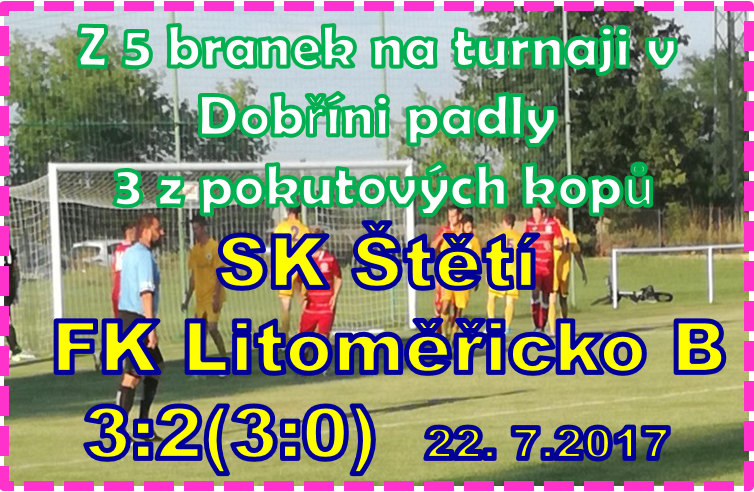 Z 5 branek na turnaji v
Dobříni padly
3 z pokutových kopů
SK Štětí
FK Litoměřicko B
3:2(3:0) 22. 7.2017